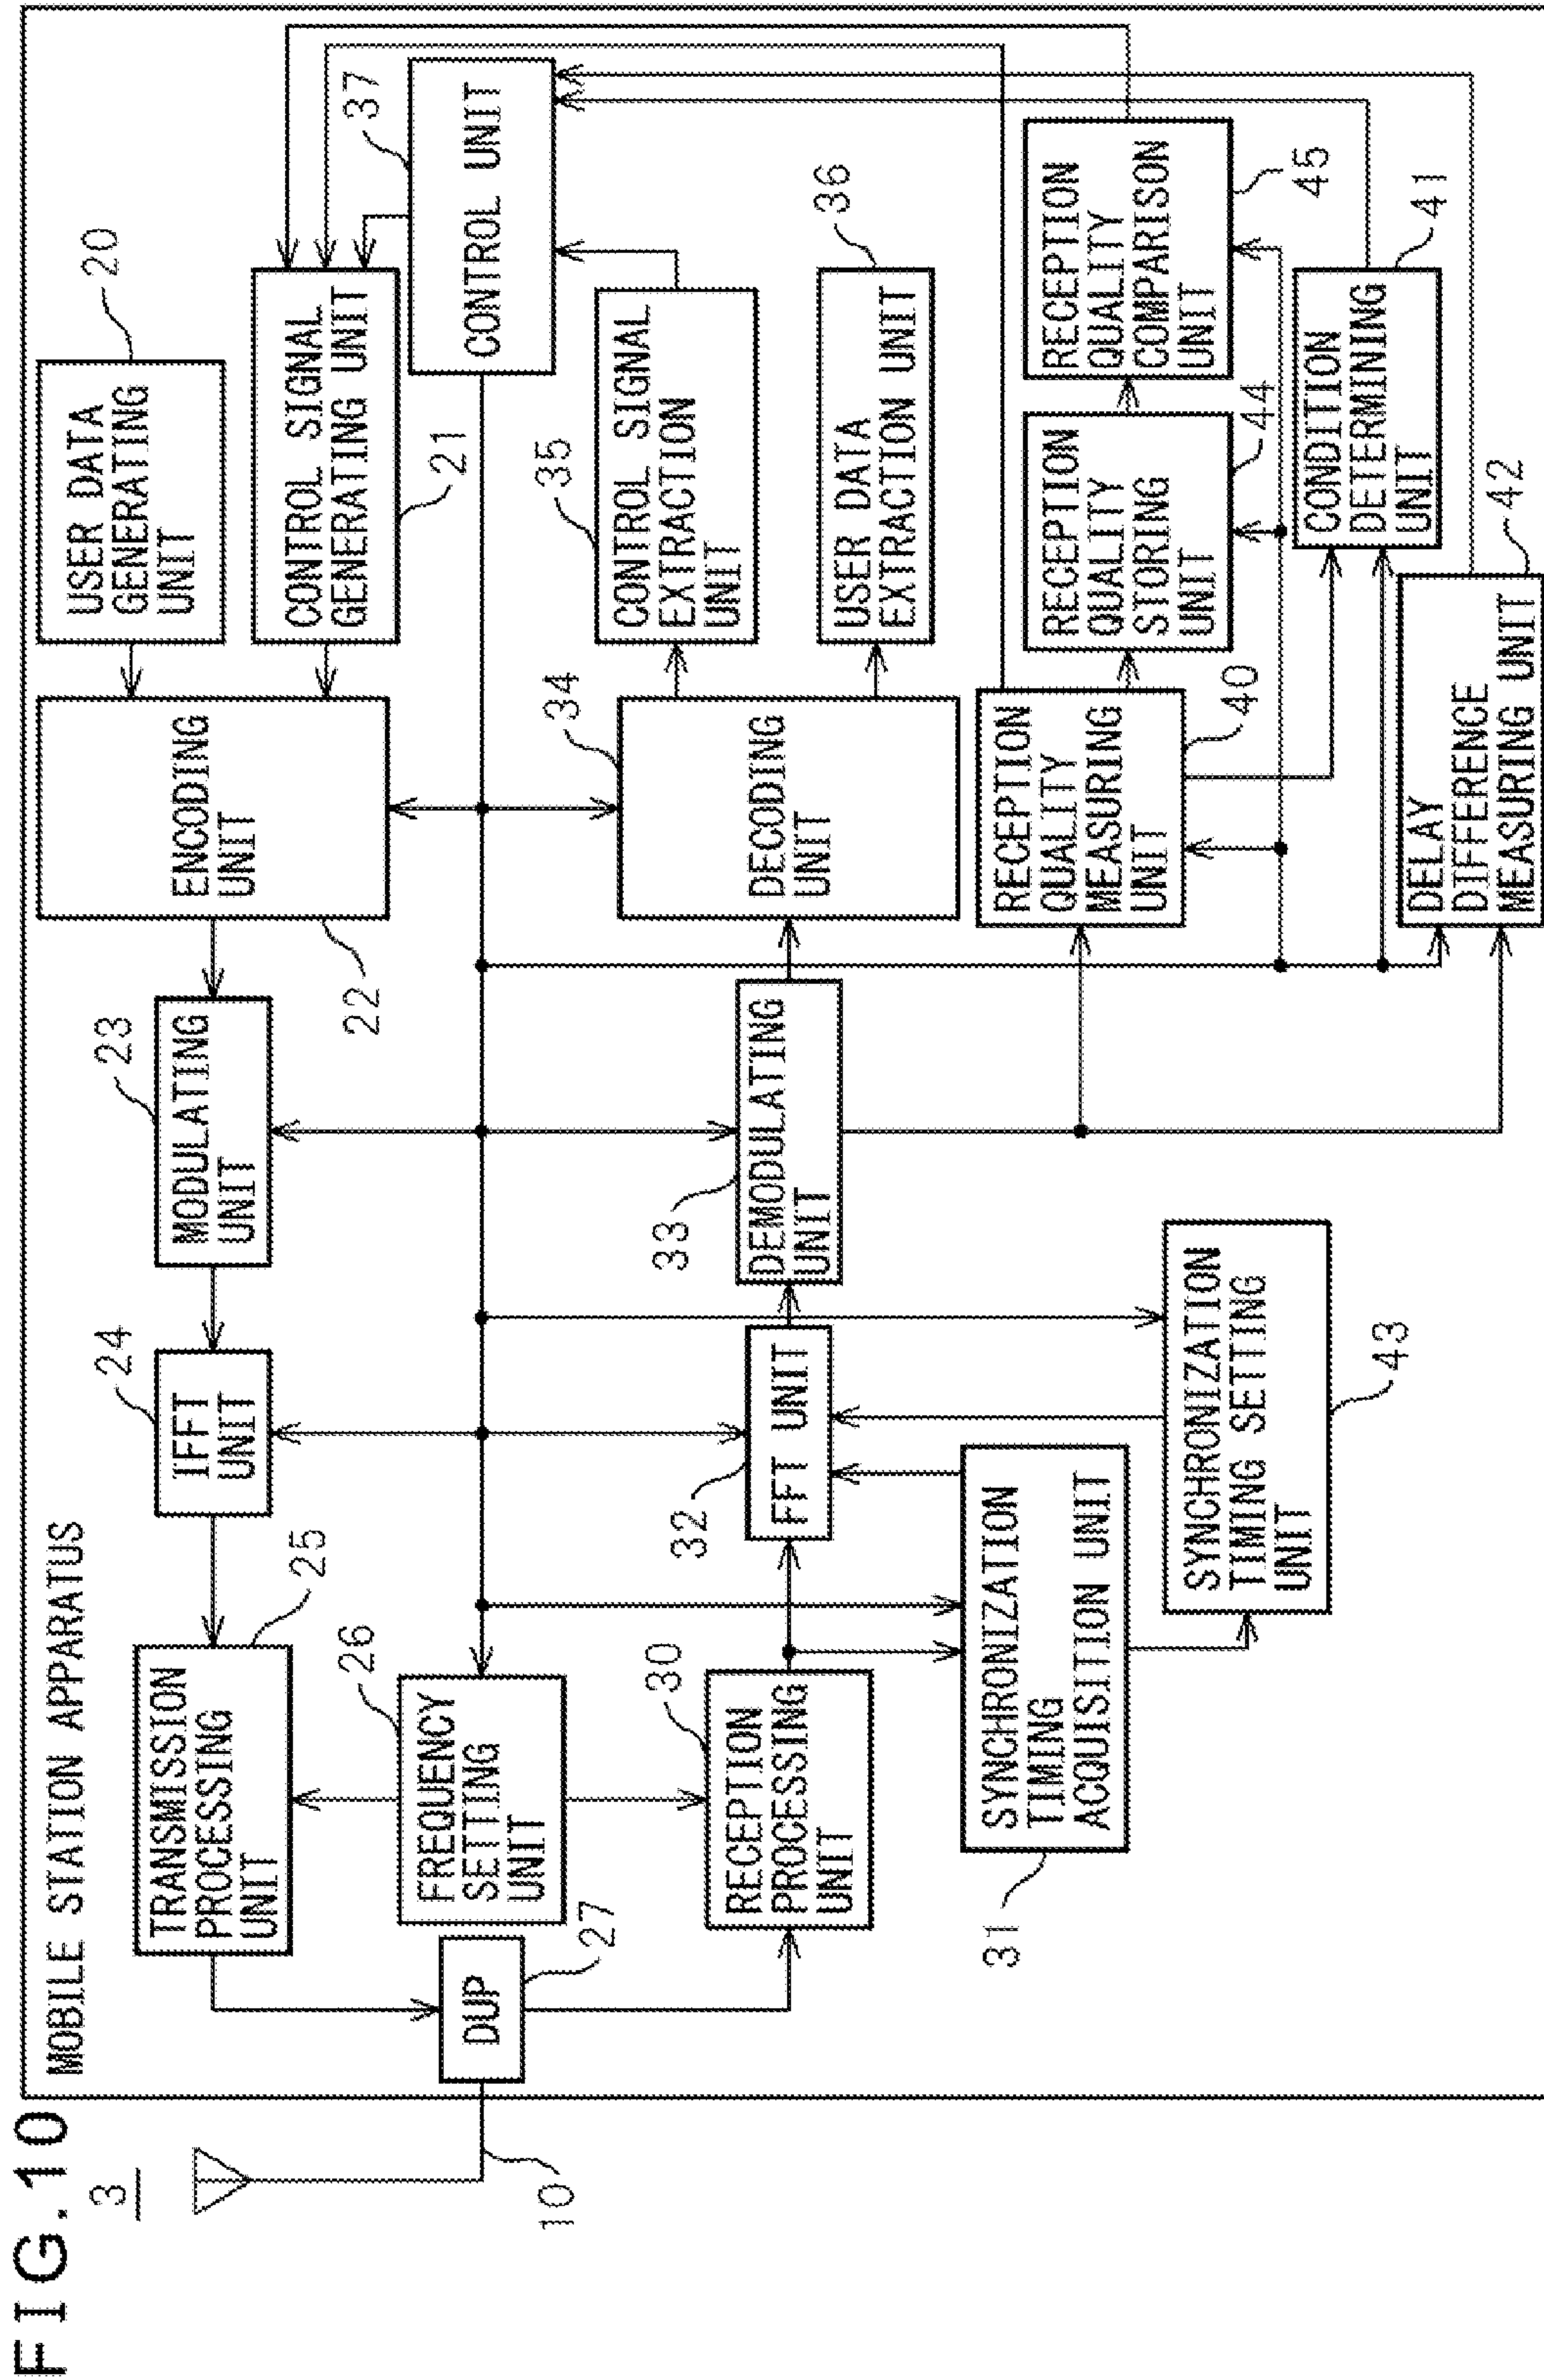 FIG.10
3
10
MOBILE STATION APPARATUS
TRANSMISSION
PROCESSING
UNIT
25
IFFT
UNIT
24
MODULATING
UNIT
23
ENCODING
UNIT
22
USER DATA
GENERATING
UNIT
20
CONTROL SIGNAL
GENERATING UNIT
21
DUP
27
FREQUENCY
SETTING
UNIT
26
CONTROL UNIT
37
RECEPTION
PROCESSING
UNIT
30
FFT UNIT
32
DEMODULATING
UNIT
33
DECODING
UNIT
34
CONTROL SIGNAL
EXTRACTION
UNIT
35
USER DATA
EXTRACTION UNIT
36
SYNCHRONIZATION
TIMING
ACQUISITION UNIT
31
SYNCHRONIZATION
TIMING SETTING
UNIT
43
RECEPTION
QUALITY
MEASURING
UNIT
40
RECEPTION
QUALITY
STORING
UNIT
44
RECEPTION
QUALITY
COMPARISON
UNIT
45
CONDITION
DETERMINING
UNIT
41
DELAY
DIFFERENCE
MEASURING UNIT
42